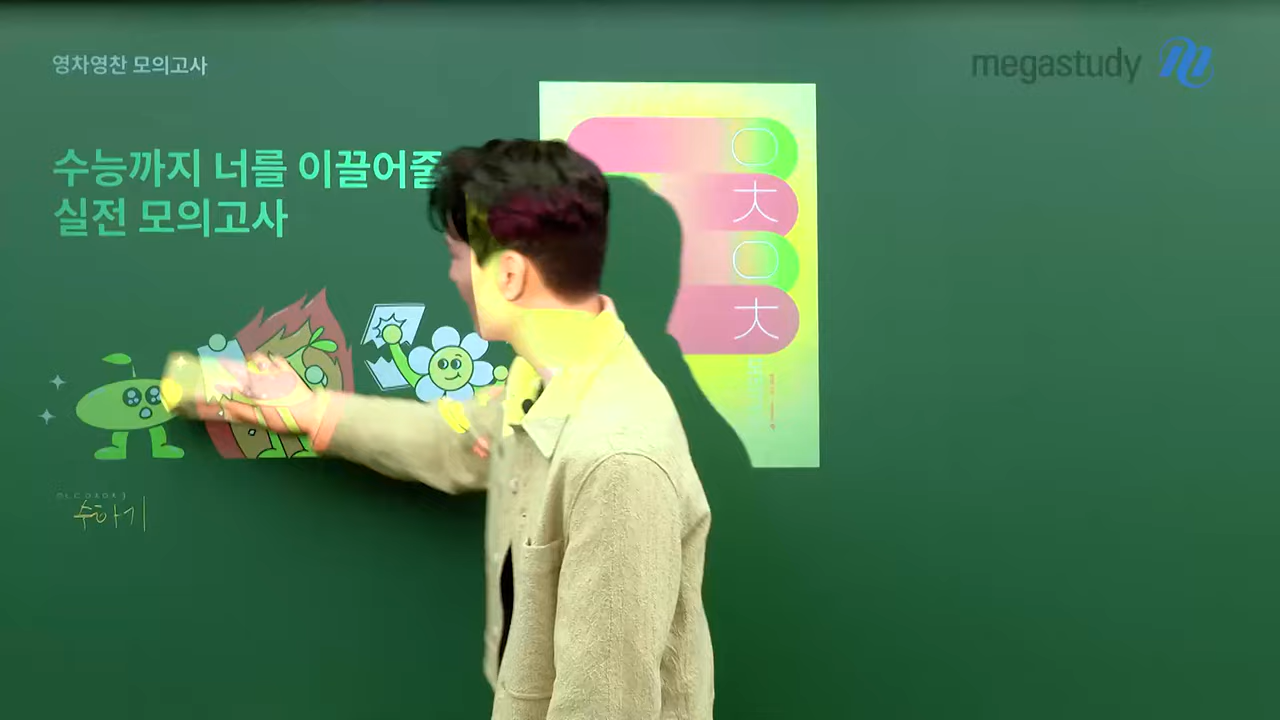 영차영찬 모의고사
megastudy
수능까지 너를 이끌어줄
실전 모의고사
ㅇㅊㅇㅊ
수하기